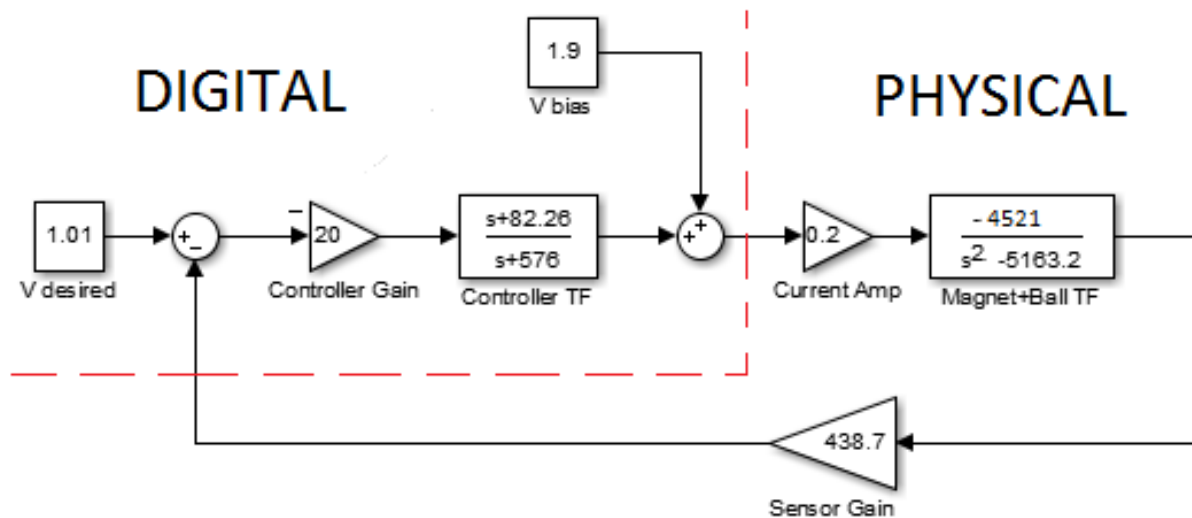 DIGITAL
PHYSICAL
1.9
V bias
1.01
V desired
+
-
-
20
Controller Gain
s+82.26
s+576
Controller TF
+
+
0.2
Current Amp
- 4521
s² -5163.2
Magnet+Ball TF
438.7
Sensor Gain